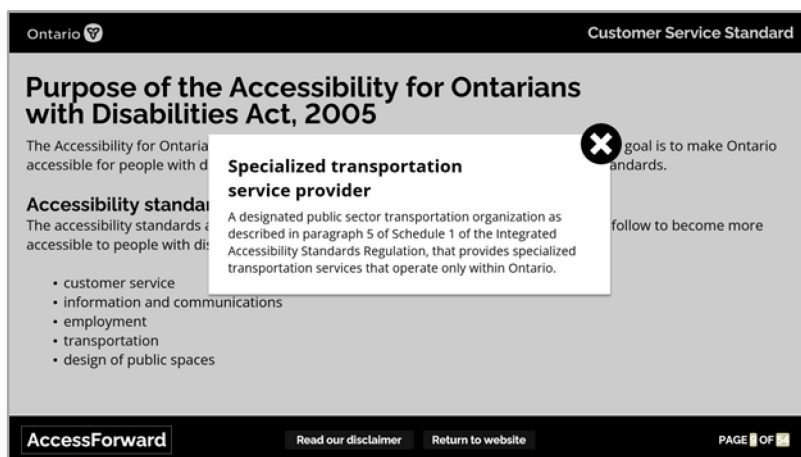 Ontario
Customer Service Standard
Purpose of the Accessibility for Ontarians
with Disabilities Act, 2005
The Accessibility for Ontaria
goal is to make Ontario
accessible for people with d
andards.
Specialized transportation
service provider
A designated public sector transportation organization as
described in paragraph 5 of Schedule 1 of the Integrated
Accessibility Standards Regulation, that provides specialized
transportation services that operate only within Ontario.
Accessibility standar
The accessibility standards a
follow to become more
accessible to people with dis
• customer service
• information and communications
• employment
• transportation
• design of public spaces
AccessForward
Read our disclaimer
Return to website
PAGE 9 OF 54